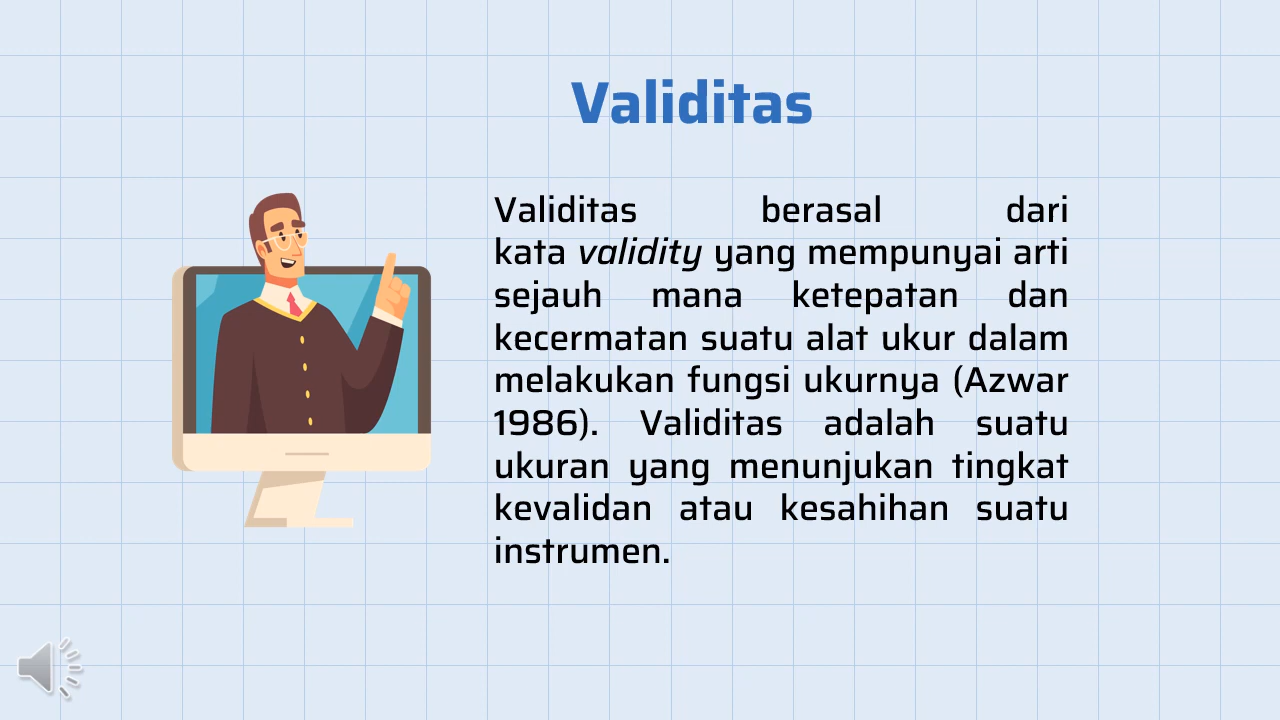 Validitas
Validitas berasal dari
kata validity yang mempunyai arti
sejauh mana ketepatan dan
kecermatan suatu alat ukur dalam
melakukan fungsi ukurnya (Azwar
1986). Validitas adalah suatu
ukuran yang menunjukan tingkat
kevalidan atau kesahihan suatu
instrumen.